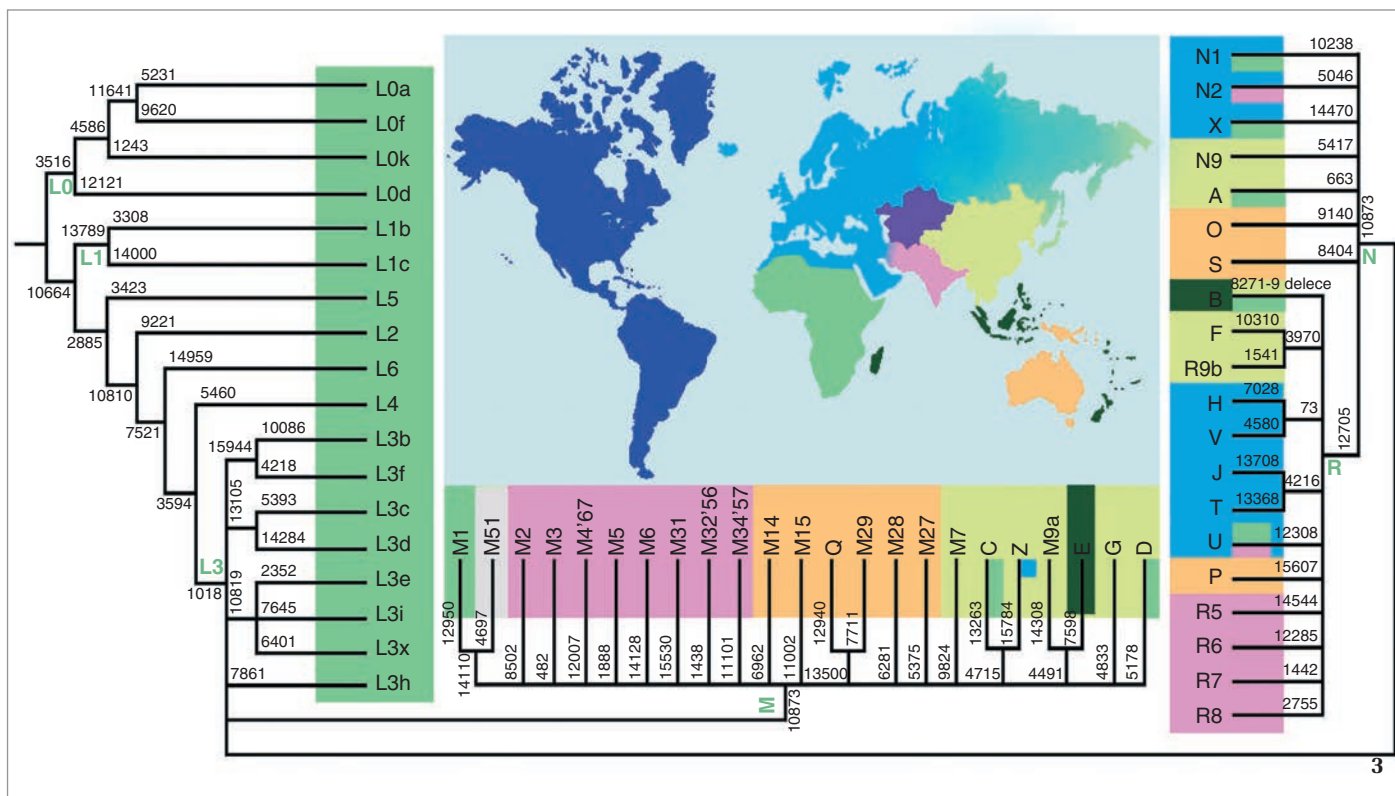 5231
11641
L0a
9620
L0f
4586
1243
L0k
3516
L0
12121
L0d
3308
L1b
13789
L1
14000
L1c
10664
3423
L5
2885
9221
L2
14959
L6
10810
5460
L4
7521
10086
L3b
15944
4218
L3f
3594
13105
5393
L3c
14284
L3d
L3
1018
10819
2352
L3e
7645
L3i
6401
L3x
7861
L3h
M1
M51
M2
M3
M4'67
M5
M6
M31
M32'56
M34'57
M14
M15
Q
M29
M28
M27
M7
C
Z
M9a
E
G
D
12950
4697
14110
8502
482
12007
1888
14128
15530
1438
11101
6962
11002
12940
7711
13500
6281
5375
9824
13263
15784
4715
14308
7598
4491
4833
5178
M
10873
N1
10238
N2
5046
X
14470
N9
5417
A
663
O
9140
S
8404
10873
N
B
8271-9 delece
F
10310
3970
R9b
1541
H
7028
73
V
4580
12705
R
J
13708
4216
T
13368
U
12308
P
15607
R5
14544
R6
12285
R7
1442
R8
2755
3